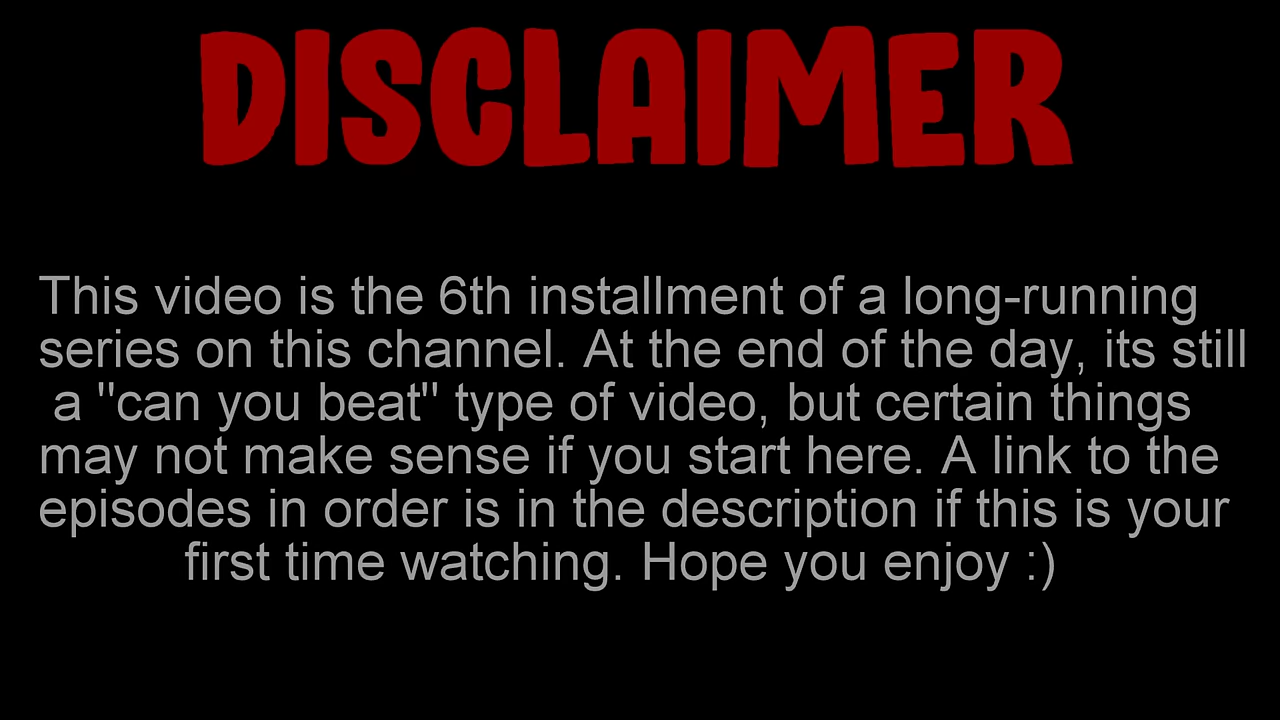 DISCLAIMER
This video is the 6th installment of a long-running
series on this channel. At the end of the day, its still
a "can you beat" type of video, but certain things
may not make sense if you start here. A link to the
episodes in order is in the description if this is your
first time watching. Hope you enjoy :)